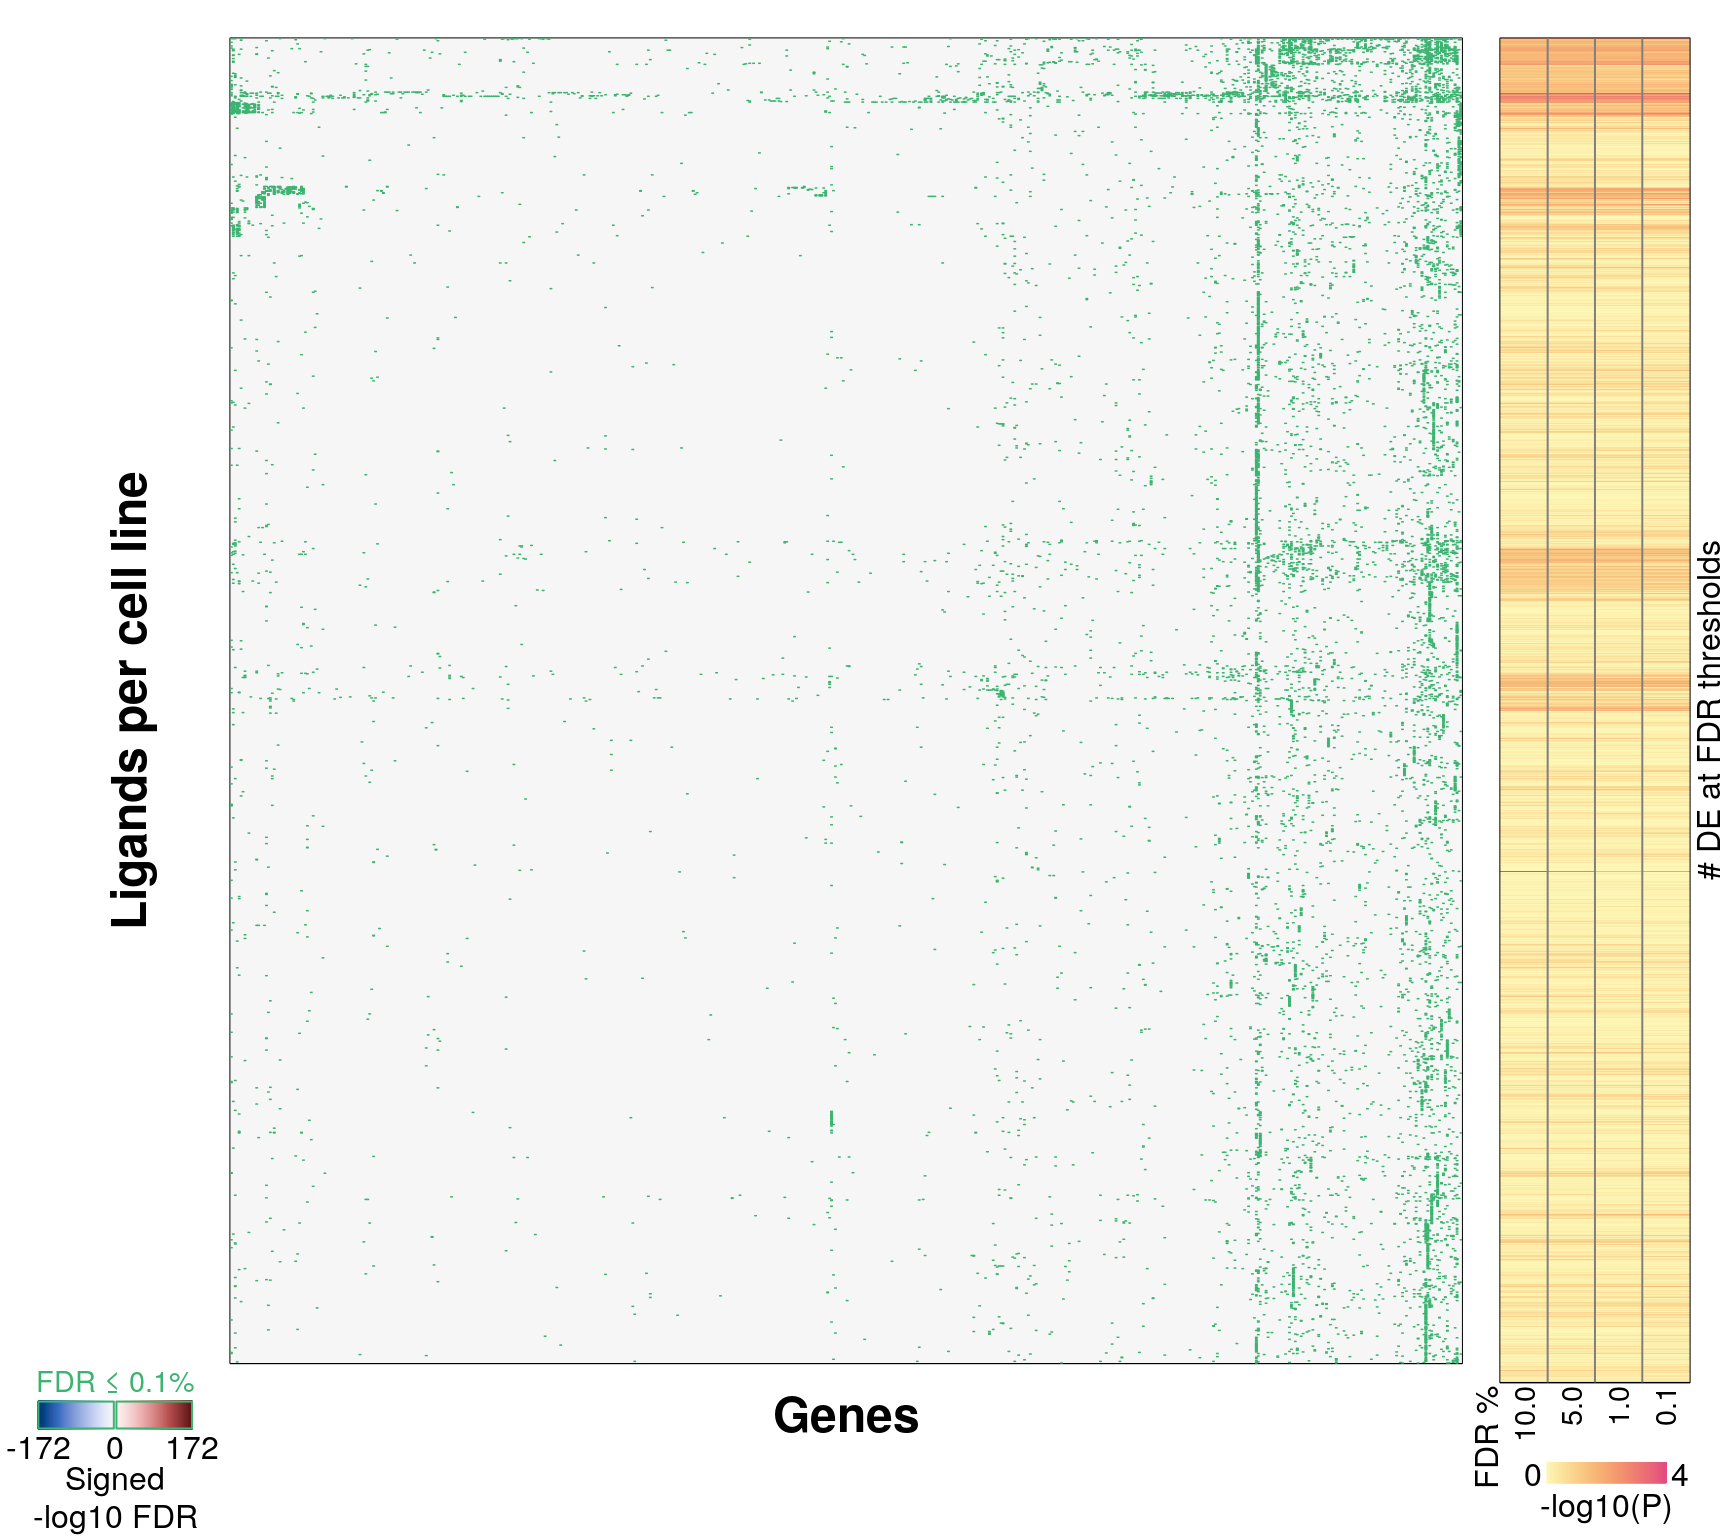 Ligands per cell line
# DE at FDR thresholds
Genes
FDR ≤ 0.1%
-172 0 172
Signed
-log10 FDR
FDR %
10.0
5.0
1.0
0.1
0 4
-log10(P)